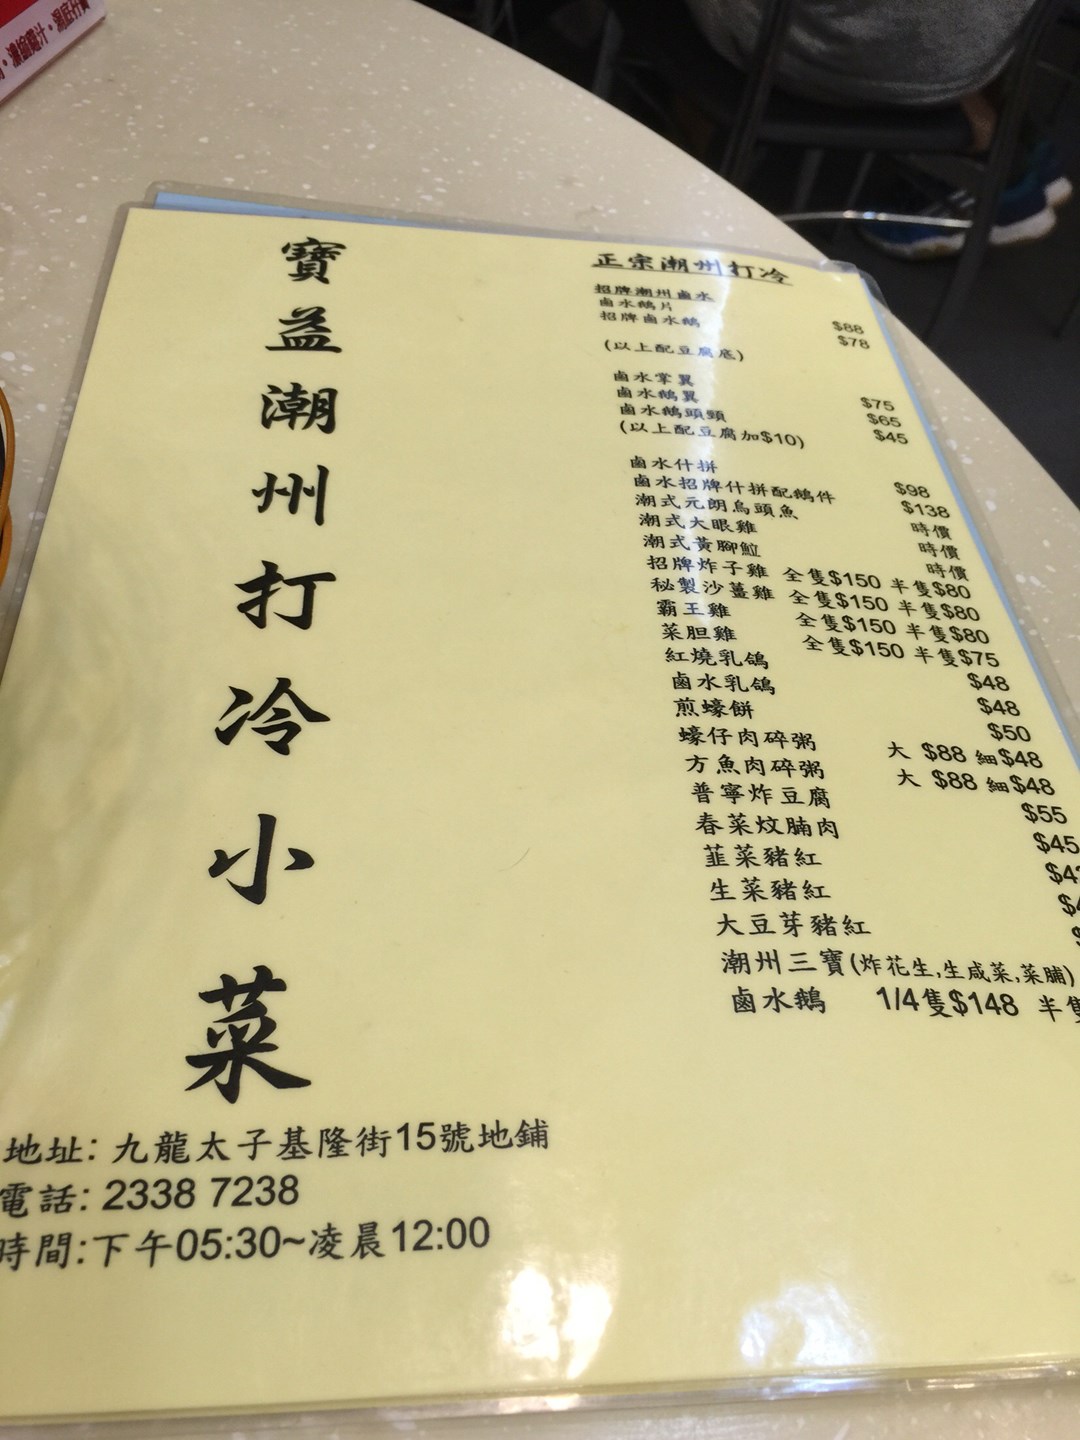 濃縮雞汁，湯底計費
寶益潮州打冷小菜
地址: 九龍太子基隆街15號地鋪
電話: 2338 7238
時間:下午05:30~凌晨12:00
正宗潮州打冷
招牌潮州鹵水
鹵水鵝片 $88
招牌鹵水鵝 $78
(以上配豆腐底)
鹵水掌翼 $75
鹵水鵝翼 $65
鹵水鵝頭頸 $45
(以上配豆腐加$10)
鹵水什拼 $98
鹵水招牌什拼配鵝件 $138
潮式元朗烏頭魚 時價
潮式大眼雞 時價
潮式黃腳鱲 時價
招牌炸子雞 全隻$150 半隻$80
秘製沙薑雞 全隻$150 半隻$80
霸王雞 全隻$150 半隻$80
菜胆雞 全隻$150 半隻$75
紅燒乳鴿 $48
鹵水乳鴿 $48
煎蠔餅 $50
蠔仔肉碎粥 大 $88 細$48
方魚肉碎粥 大 $88 細$48
普寧炸豆腐 $55
春菜炆腩肉 $45
韮菜豬紅
生菜豬紅
大豆芽豬紅
潮州三寶(炸花生,生咸菜,菜脯)
鹵水鵝 1/4隻$148 半隻